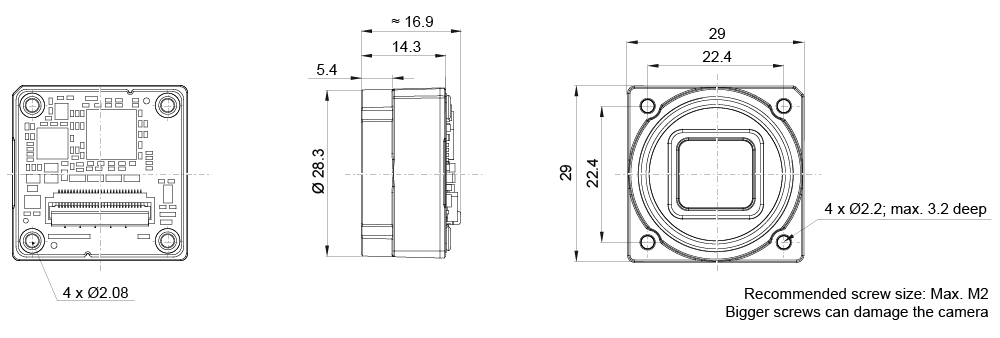 ≈ 16.9
14.3
5.4
Ø 28.3
29
22.4
29
22.4
4 x Ø2.2; max. 3.2 deep
4 x Ø2.08
Recommended screw size: Max. M2
Bigger screws can damage the camera